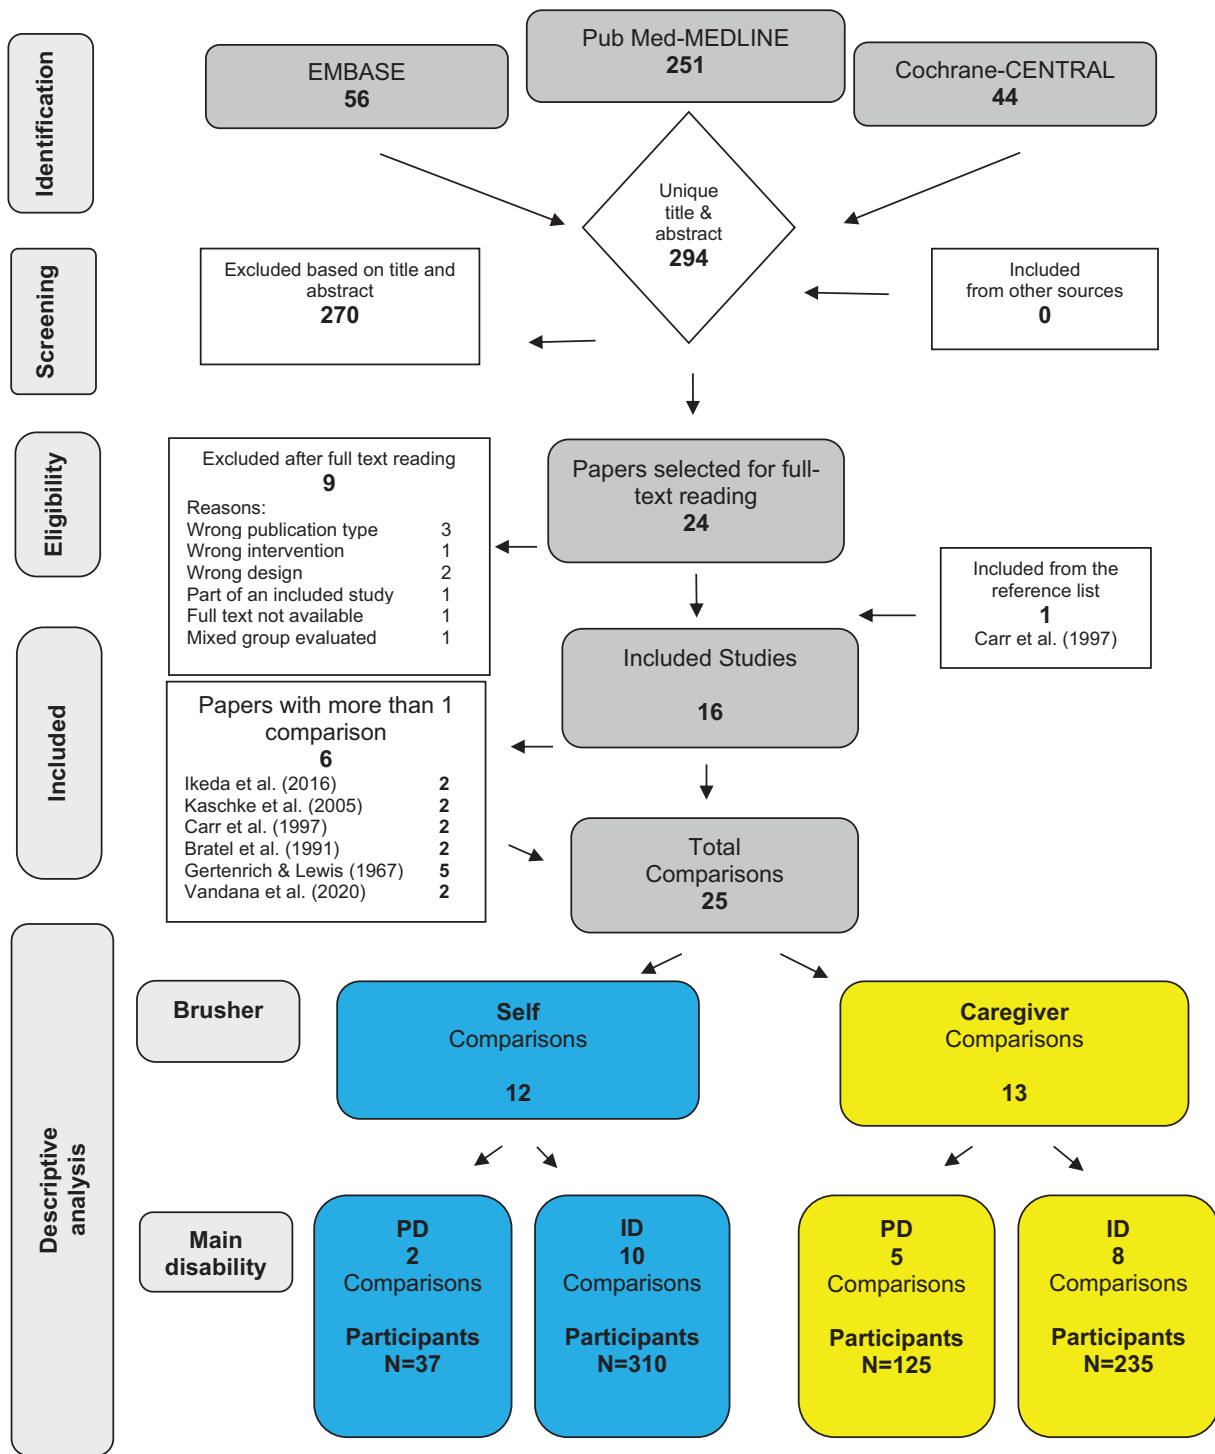 Identification
EMBASE
56
Pub Med-MEDLINE
251
Cochrane-CENTRAL
44
Unique
title &
abstract
294
Screening
Excluded based on title and
abstract
270
Included
from other sources
0
Eligibility
Excluded after full text reading
9
Reasons:
Wrong publication type 3
Wrong intervention 1
Wrong design 2
Part of an included study 1
Full text not available 1
Mixed group evaluated 1
Papers selected for full-
text reading
24
Included from the
reference list
1
Carr et al. (1997)
Included
Included Studies
16
Papers with more than 1
comparison
6
Ikeda et al. (2016) 2
Kaschke et al. (2005) 2
Carr et al. (1997) 2
Bratel et al. (1991) 2
Gertenrich & Lewis (1967) 5
Vandana et al. (2020) 2
Total
Comparisons
25
Descriptive
analysis
Brusher
Self
Comparisons
12
Caregiver
Comparisons
13
Main
disability
PD
2
Comparisons
Participants
N=37
ID
10
Comparisons
Participants
N=310
PD
5
Comparisons
Participants
N=125
ID
8
Comparisons
Participants
N=235